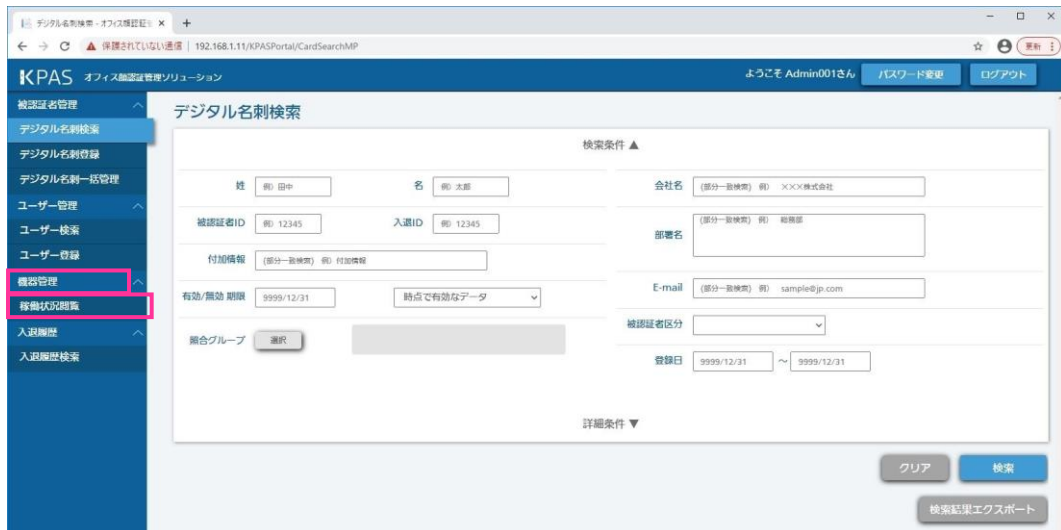 デジタル名刺検索 - オフィス顔認証
保護されていない通信 | 192.168.1.11/KPASPortal/CardSearchMP
更新
KPAS オフィス顔認証管理ソリューション
ようこそ Admin001さん
パスワード変更
ログアウト
被認証者管理
デジタル名刺検索
デジタル名刺登録
デジタル名刺一括管理
ユーザー管理
ユーザー検索
ユーザー登録
機器管理
稼働状況閲覧
入退履歴
入退履歴検索
デジタル名刺検索
検索条件 ▲
姓 例) 田中
名 例) 太郎
被認証者ID 例) 12345
入退ID 例) 12345
付加情報 (部分一致検索) 例) 付加情報
有効/無効 期限 9999/12/31 時点で有効なデータ
照合グループ 選択
会社名 (部分一致検索) 例) ×××株式会社
部署名 (部分一致検索) 例) 総務部
E-mail (部分一致検索) 例) sample@jp.com
被認証者区分
登録日 9999/12/31 ～ 9999/12/31
詳細条件 ▼
クリア
検索
検索結果エクスポート